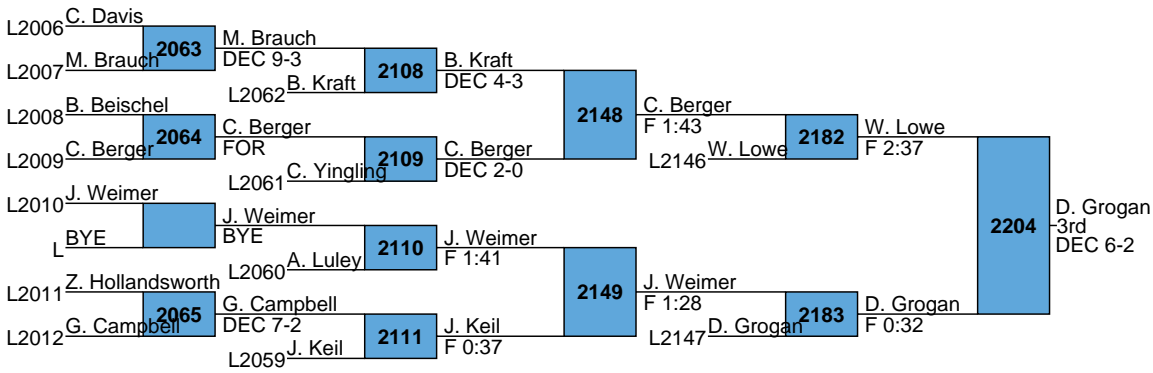 C. Davis
L2006
2063
M. Brauch
DEC 9-3
M. Brauch
L2007
2108
B. Kraft
DEC 4-3
B. Kraft
L2062
B. Beischel
L2008
2064
C. Berger
FOR
C. Berger
L2009
2109
C. Berger
DEC 2-0
C. Yingling
L2061
2148
C. Berger
F 1:43
2182
W. Lowe
F 2:37
W. Lowe
L2146
J. Weimer
L2010
J. Weimer
BYE
BYE
L
2110
J. Weimer
F 1:41
A. Luley
L2060
Z. Hollandsworth
L2011
2065
G. Campbell
DEC 7-2
G. Campbell
L2012
2111
J. Keil
F 0:37
J. Keil
L2059
2149
J. Weimer
F 1:28
2183
D. Grogan
F 0:32
D. Grogan
L2147
2204
D. Grogan
3rd
DEC 6-2